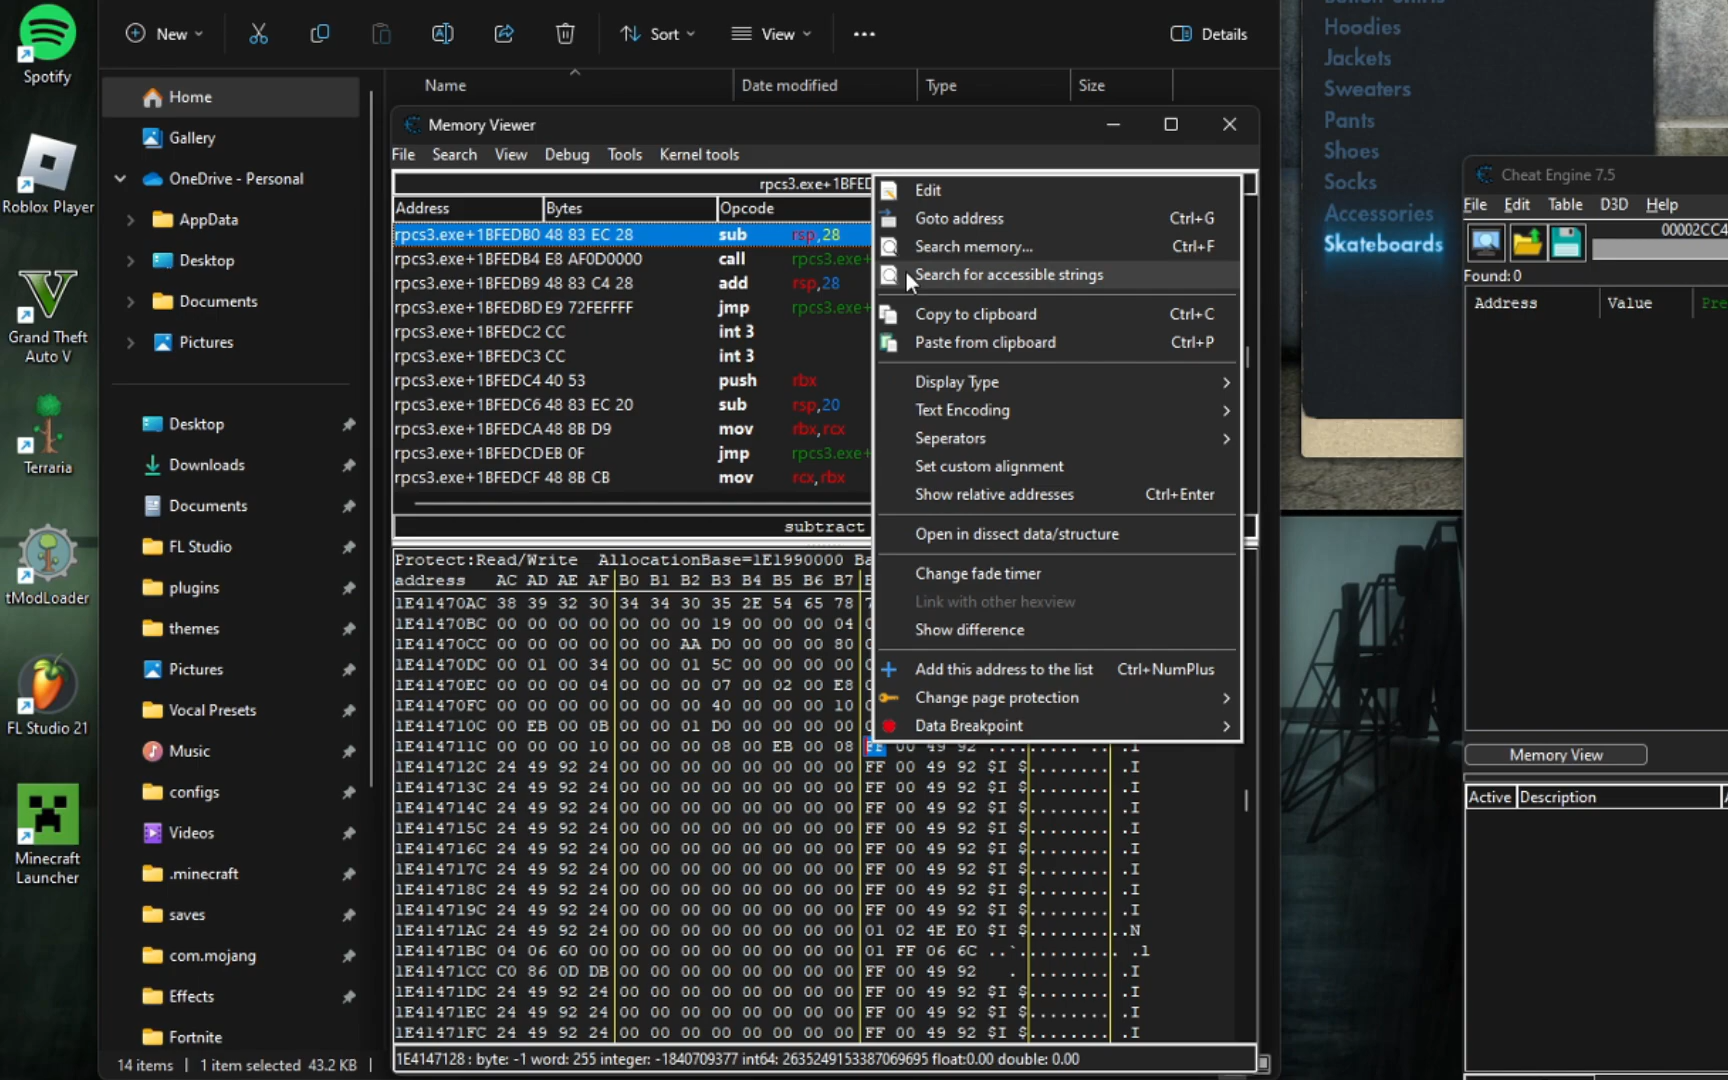 Spotify
Roblox Player
Grand Theft
Auto V
Terraria
tModLoader
FL Studio 21
Minecraft
Launcher
New
Sort
View
Details
Home
Gallery
OneDrive - Personal
AppData
Desktop
Documents
Pictures
Desktop
Downloads
Documents
FL Studio
plugins
themes
Pictures
Vocal Presets
Music
configs
Videos
.minecraft
saves
com.mojang
Effects
Fortnite
14 items | 1 item selected 43.2 KB |
Name Date modified Type Size
Memory Viewer
File Search View Debug Tools Kernel tools
rpcs3.exe+1BFED
Address Bytes Opcode
rpcs3.exe+1BFEDB0 48 83 EC 28 sub rsp,28
rpcs3.exe+1BFEDB4 E8 AF0D0000 call rpcs3.exe+
rpcs3.exe+1BFEDB9 48 83 C4 28 add rsp,28
rpcs3.exe+1BFEDBD E9 72FEFFFF jmp rpcs3.exe+
rpcs3.exe+1BFEDC2 CC int 3
rpcs3.exe+1BFEDC3 CC int 3
rpcs3.exe+1BFEDC4 40 53 push rbx
rpcs3.exe+1BFEDC6 48 83 EC 20 sub rsp,20
rpcs3.exe+1BFEDCA 48 8B D9 mov rbx,rcx
rpcs3.exe+1BFEDCD EB 0F jmp rpcs3.exe+
rpcs3.exe+1BFEDCF 48 8B CB mov rcx,rbx
subtract
Protect:Read/Write AllocationBase=1E1990000 Ba
address AC AD AE AF B0 B1 B2 B3 B4 B5 B6 B7
1E41470AC 38 39 32 30 34 34 30 35 2E 54 65 78
1E41470BC 00 00 00 00 00 00 00 19 00 00 00 04
1E41470CC 00 00 00 00 00 00 AA D0 00 00 00 80
1E41470DC 00 01 00 34 00 00 01 5C 00 00 00 00
1E41470EC 00 00 00 04 00 00 00 07 00 02 00 E8
1E41470FC 00 00 00 00 00 00 00 40 00 00 00 10
1E414710C 00 EB 00 0B 00 00 01 D0 00 00 00 00
1E414711C 00 00 00 10 00 00 00 08 00 EB 00 08 FF 00 49 92 ....  .I
1E414712C 24 49 92 24 00 00 00 00 00 00 00 00 FF 00 49 92 $I $........ .I
1E414713C 24 49 92 24 00 00 00 00 00 00 00 00 FF 00 49 92 $I $........ .I
1E414714C 24 49 92 24 00 00 00 00 00 00 00 00 FF 00 49 92 $I $........ .I
1E414715C 24 49 92 24 00 00 00 00 00 00 00 00 FF 00 49 92 $I $........ .I
1E414716C 24 49 92 24 00 00 00 00 00 00 00 00 FF 00 49 92 $I $........ .I
1E414717C 24 49 92 24 00 00 00 00 00 00 00 00 FF 00 49 92 $I $........ .I
1E414718C 24 49 92 24 00 00 00 00 00 00 00 00 FF 00 49 92 $I $........ .I
1E414719C 24 49 92 24 00 00 00 00 00 00 00 00 FF 00 49 92 $I $........ .I
1E41471AC 24 49 92 24 00 00 00 00 00 00 00 00 01 02 4E E0 $I $..........N
1E41471BC 04 06 60 00 00 00 00 00 00 00 00 00 01 FF 06 6C ..`......... .l
1E41471CC C0 86 0D DB 00 00 00 00 00 00 00 00 FF 00 49 92 . ........ .I
1E41471DC 24 49 92 24 00 00 00 00 00 00 00 00 FF 00 49 92 $I $........ .I
1E41471EC 24 49 92 24 00 00 00 00 00 00 00 00 FF 00 49 92 $I $........ .I
1E41471FC 24 49 92 24 00 00 00 00 00 00 00 00 FF 00 49 92 $I $........ .I
1E4147128 : byte: -1 word: 255 integer: -1840709377 int64: 2635249153387069695 float:0.00 double: 0.00
Edit
Goto address Ctrl+G
Search memory... Ctrl+F
Search for accessible strings
Copy to clipboard Ctrl+C
Paste from clipboard Ctrl+P
Display Type
Text Encoding
Seperators
Set custom alignment
Show relative addresses Ctrl+Enter
Open in dissect data/structure
Change fade timer
Link with other hexview
Show difference
Add this address to the list Ctrl+NumPlus
Change page protection
Data Breakpoint
Hoodies
Jackets
Sweaters
Pants
Shoes
Socks
Accessories
Skateboards
Cheat Engine 7.5
File Edit Table D3D Help
00002CC4
Found: 0
Address Value Pre
Memory View
Active Description